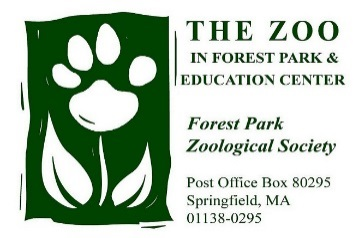 THE ZOO
IN FOREST PARK &
EDUCATION CENTER
Forest Park
Zoological Society
Post Office Box 80295
Springfield, MA
01138-0295